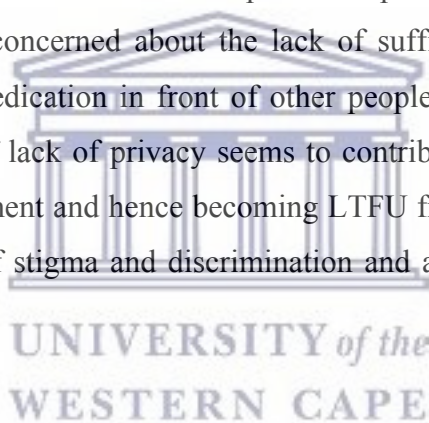 concerned about the lack of suff
edication in front of other people
lack of privacy seems to contrib
ment and hence becoming LTFU f
f stigma and discrimination and a
UNIVERSITY of the
WESTERN CAPE